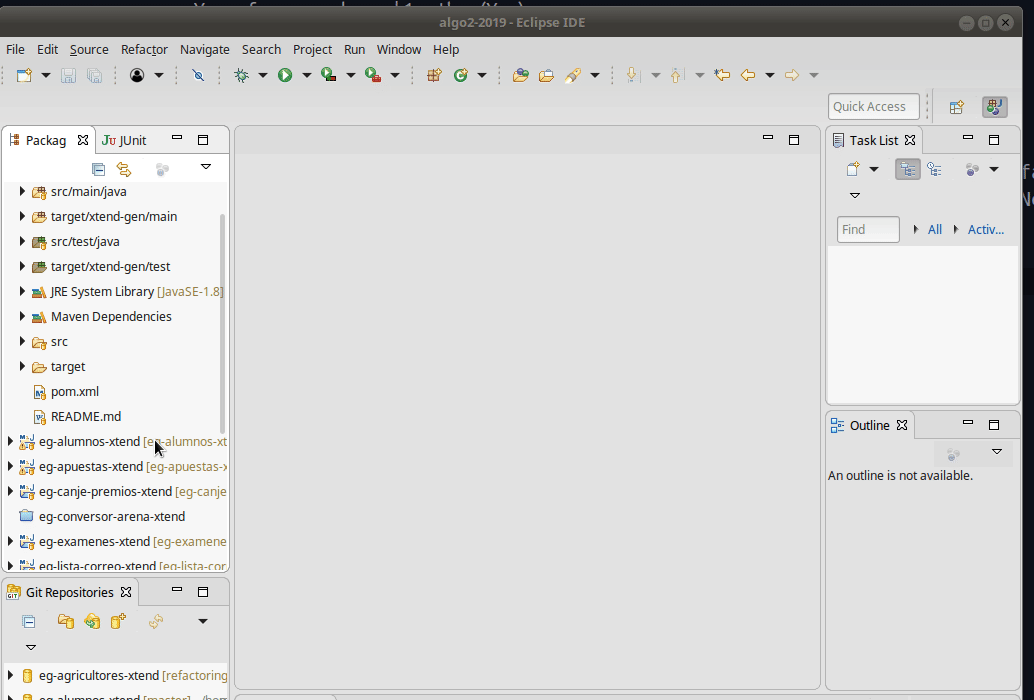 algo2-2019 - Eclipse IDE
File Edit Source Refactor Navigate Search Project Run Window Help
Quick Access
Packag JUnit
src/main/java
target/xtend-gen/main
src/test/java
target/xtend-gen/test
JRE System Library [JavaSE-1.8]
Maven Dependencies
src
target
pom.xml
README.md
eg-alumnos-xtend [eg-alumnos-xt
eg-apuestas-xtend [eg-apuestas-x
eg-canje-premios-xtend [eg-canje
eg-conversor-arena-xtend
eg-examenes-xtend [eg-examene
eg-lista-correo-xtend [eg-lista-cor
Git Repositories
eg-agricultores-xtend [refactoring
eg-alumnos-xtend [master]
Task List
Find All Activ...
Outline
An outline is not available.